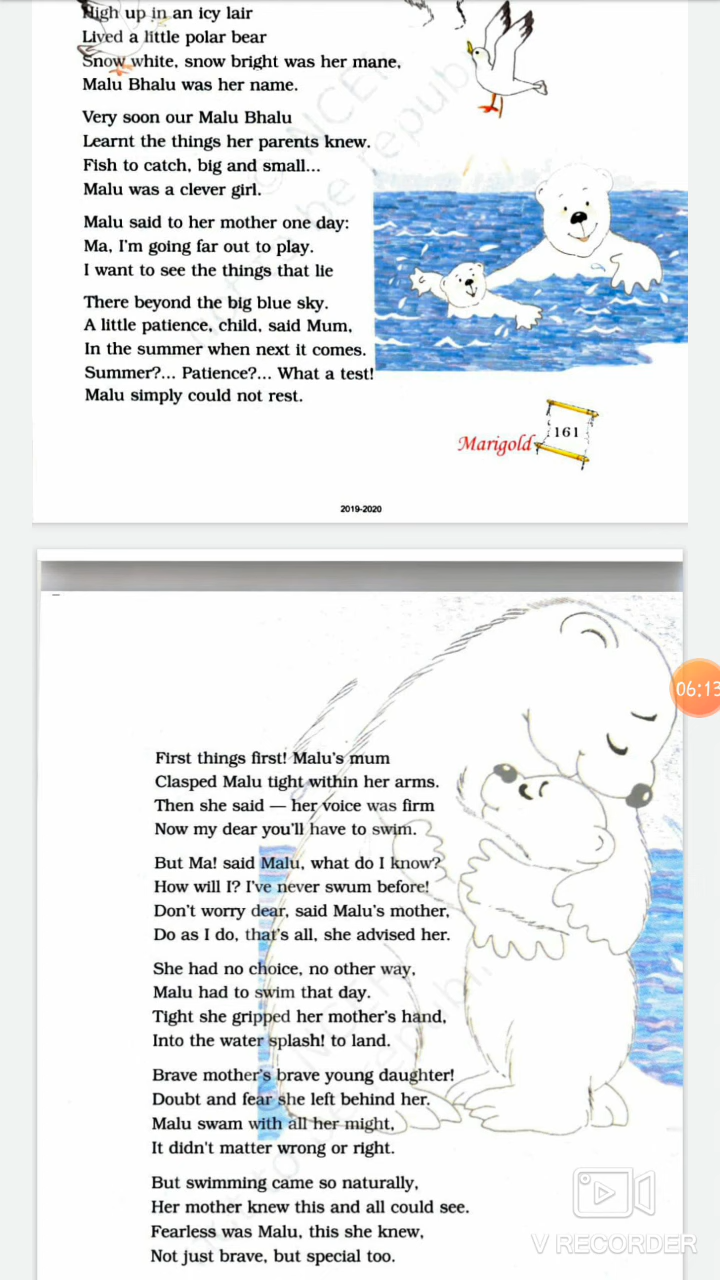 High up in an icy lair
Lived a little polar bear
Snow white, snow bright was her mane,
Malu Bhalu was her name.
Very soon our Malu Bhalu
Learnt the things her parents knew.
Fish to catch, big and small...
Malu was a clever girl.
Malu said to her mother one day:
Ma, I'm going far out to play.
I want to see the things that lie
There beyond the big blue sky.
A little patience, child, said Mum,
In the summer when next it comes.
Summer?... Patience?... What a test!
Malu simply could not rest.
Marigold 161
2019-2020
First things first! Malu's mum
Clasped Malu tight within her arms.
Then she said — her voice was firm
Now my dear you'll have to swim.
But Ma! said Malu, what do I know?
How will I? I've never swum before!
Don't worry dear, said Malu's mother,
Do as I do, that's all, she advised her.
She had no choice, no other way,
Malu had to swim that day.
Tight she gripped her mother's hand,
Into the water splash! to land.
Brave mother's brave young daughter!
Doubt and fear she left behind her.
Malu swam with all her might,
It didn't matter wrong or right.
But swimming came so naturally,
Her mother knew this and all could see.
Fearless was Malu, this she knew,
Not just brave, but special too.
06:13
V RECORDER